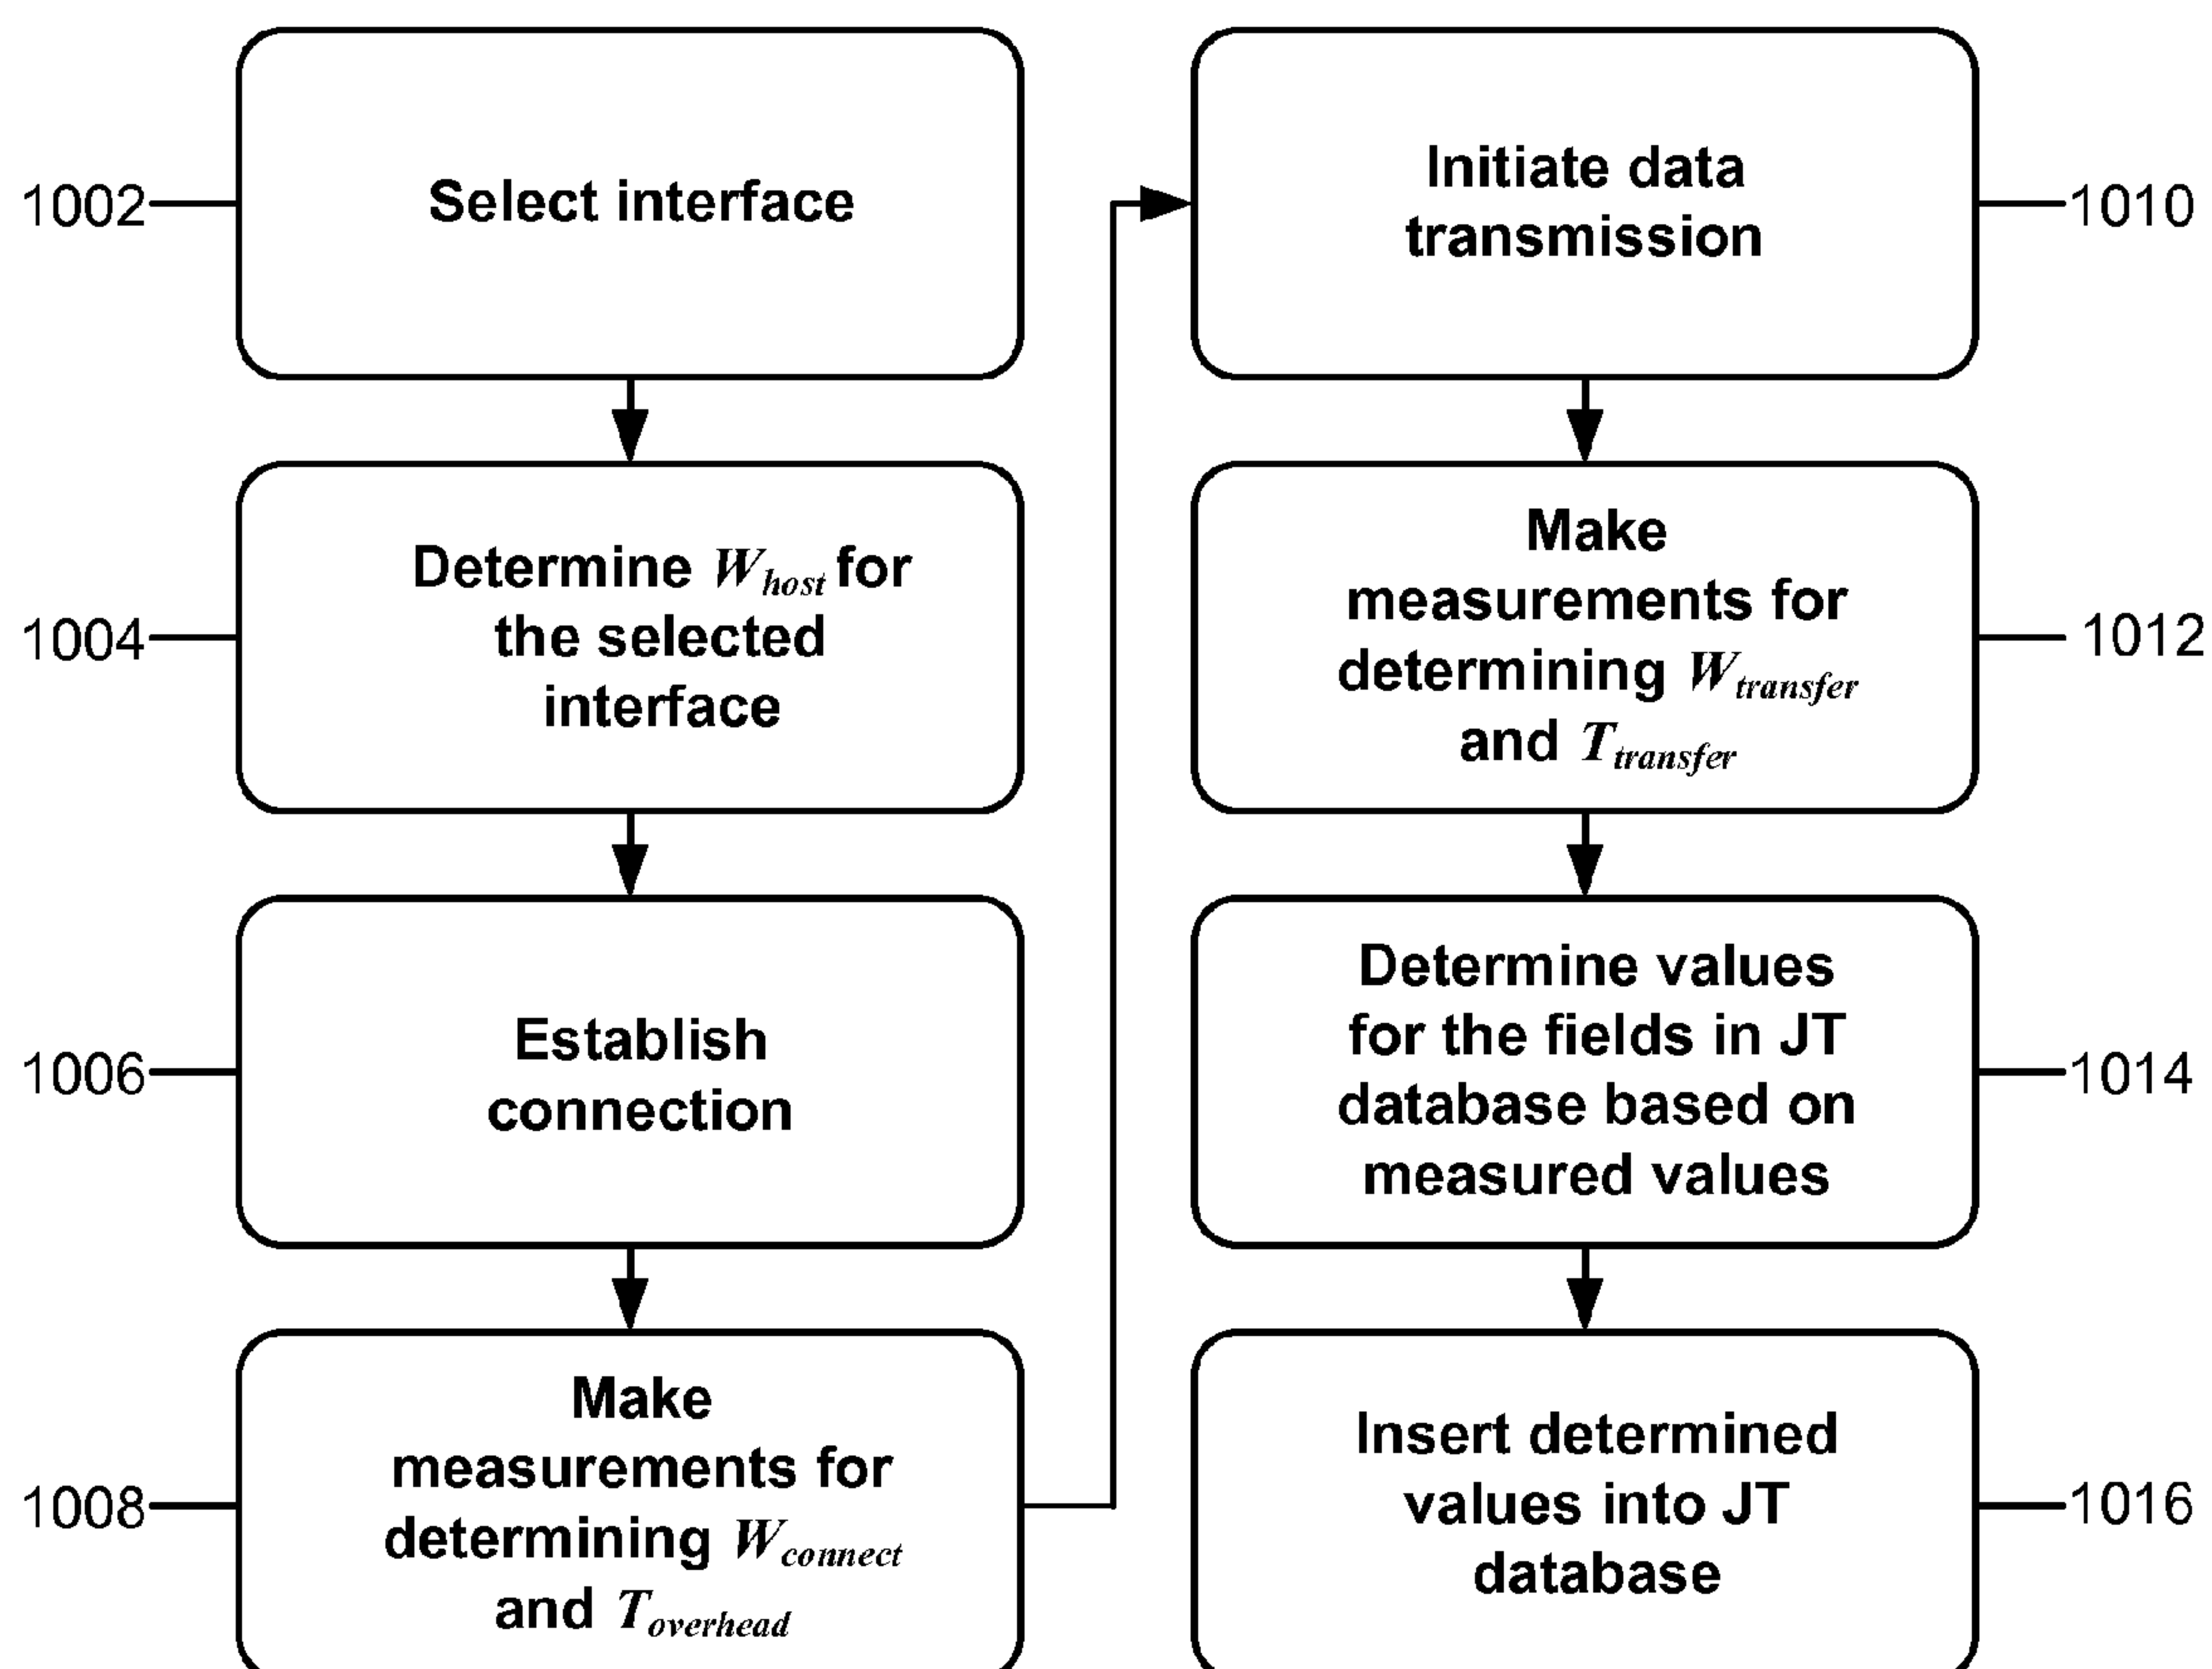 1002
Select interface
1004
Determine W_host for
the selected
interface
1006
Establish
connection
1008
Make
measurements for
determining W_connect
and T_overhead
Initiate data
transmission
1010
Make
measurements for
determining W_transfer
and T_transfer
1012
Determine values
for the fields in JT
database based on
measured values
1014
Insert determined
values into JT
database
1016